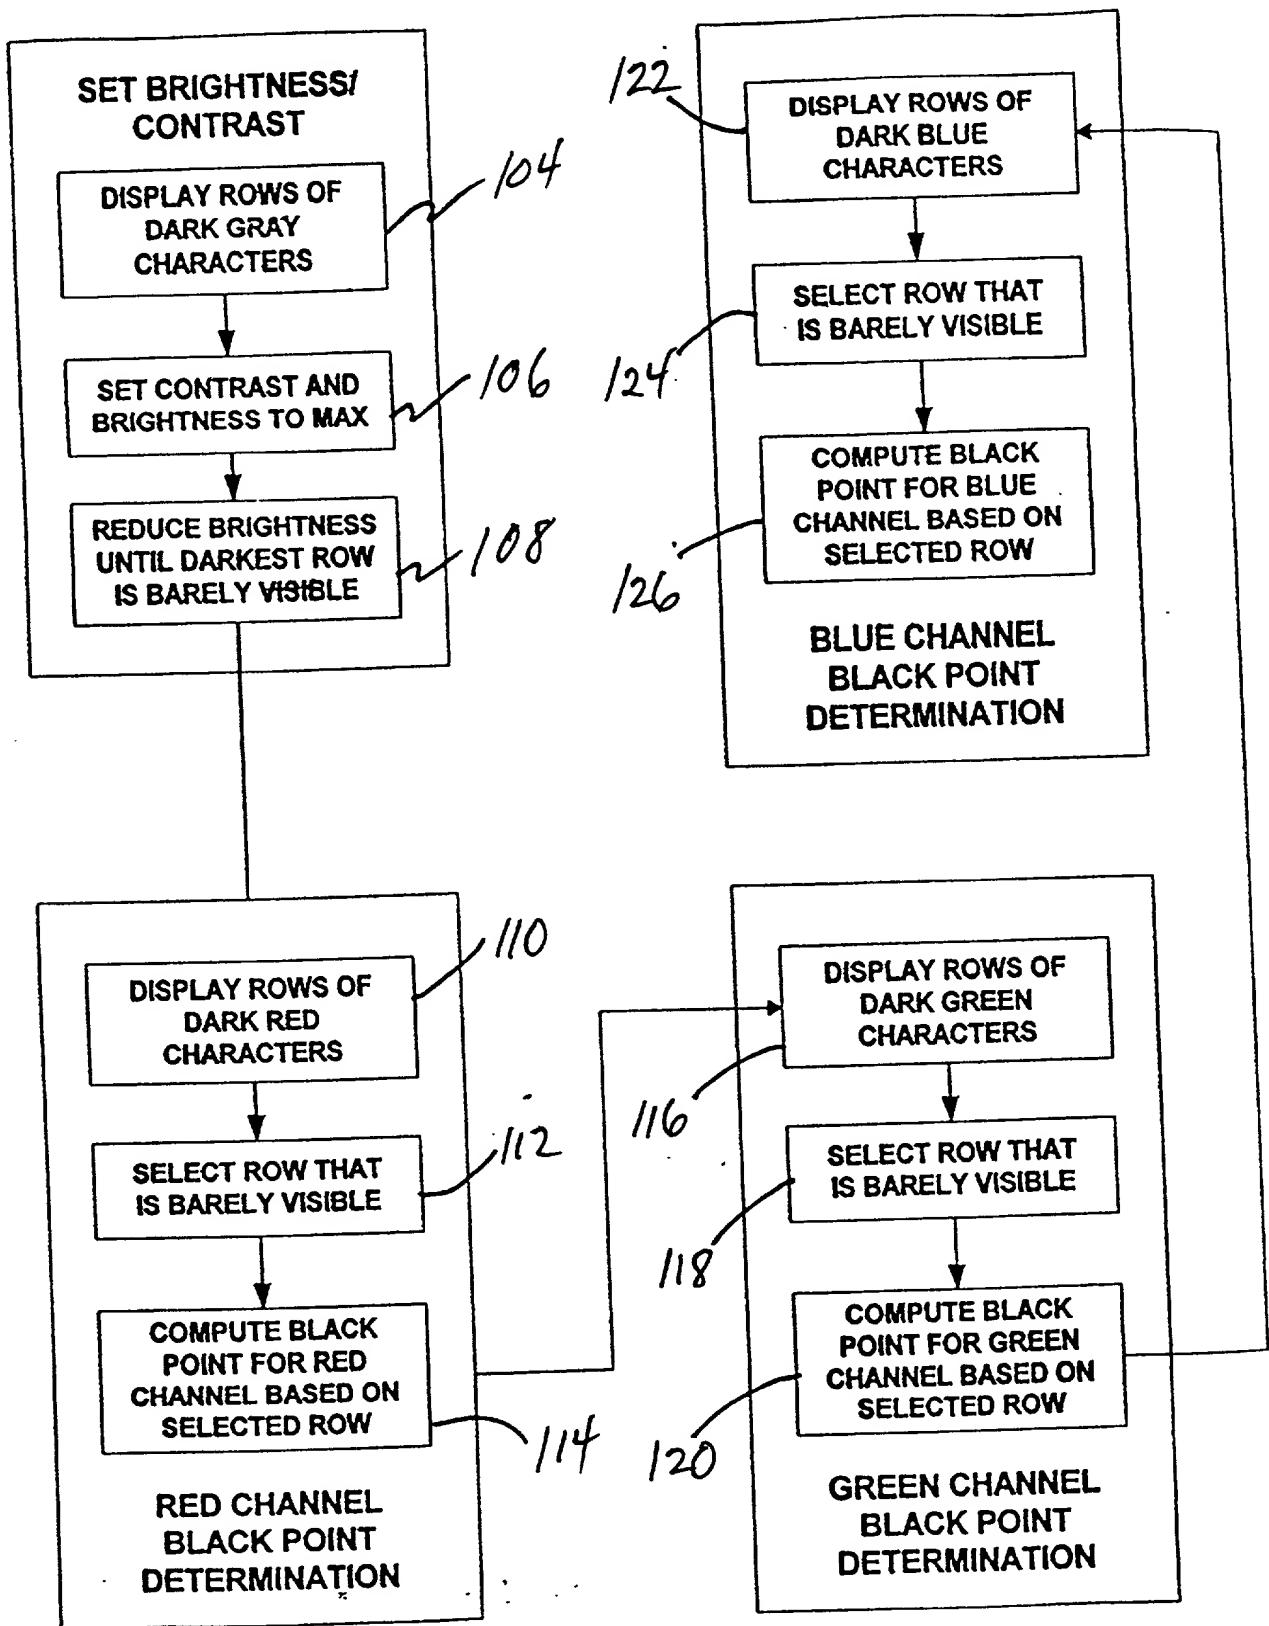 SET BRIGHTNESS/
CONTRAST
DISPLAY ROWS OF
DARK GRAY
CHARACTERS
104
SET CONTRAST AND
BRIGHTNESS TO MAX
106
REDUCE BRIGHTNESS
UNTIL DARKEST ROW
IS BARELY VISIBLE
108
DISPLAY ROWS OF
DARK RED
CHARACTERS
110
SELECT ROW THAT
IS BARELY VISIBLE
112
COMPUTE BLACK
POINT FOR RED
CHANNEL BASED ON
SELECTED ROW
114
RED CHANNEL
BLACK POINT
DETERMINATION
DISPLAY ROWS OF
DARK GREEN
CHARACTERS
116
SELECT ROW THAT
IS BARELY VISIBLE
118
COMPUTE BLACK
POINT FOR GREEN
CHANNEL BASED ON
SELECTED ROW
120
GREEN CHANNEL
BLACK POINT
DETERMINATION
122
DISPLAY ROWS OF
DARK BLUE
CHARACTERS
SELECT ROW THAT
IS BARELY VISIBLE
124
COMPUTE BLACK
POINT FOR BLUE
CHANNEL BASED ON
SELECTED ROW
126
BLUE CHANNEL
BLACK POINT
DETERMINATION